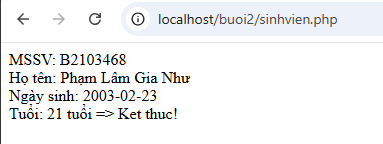 localhost/buoi2/sinhvien.php
MSSV: B2103468
Họ tên: Phạm Lâm Gia Như
Ngày sinh: 2003-02-23
Tuổi: 21 tuổi => Ket thuc!